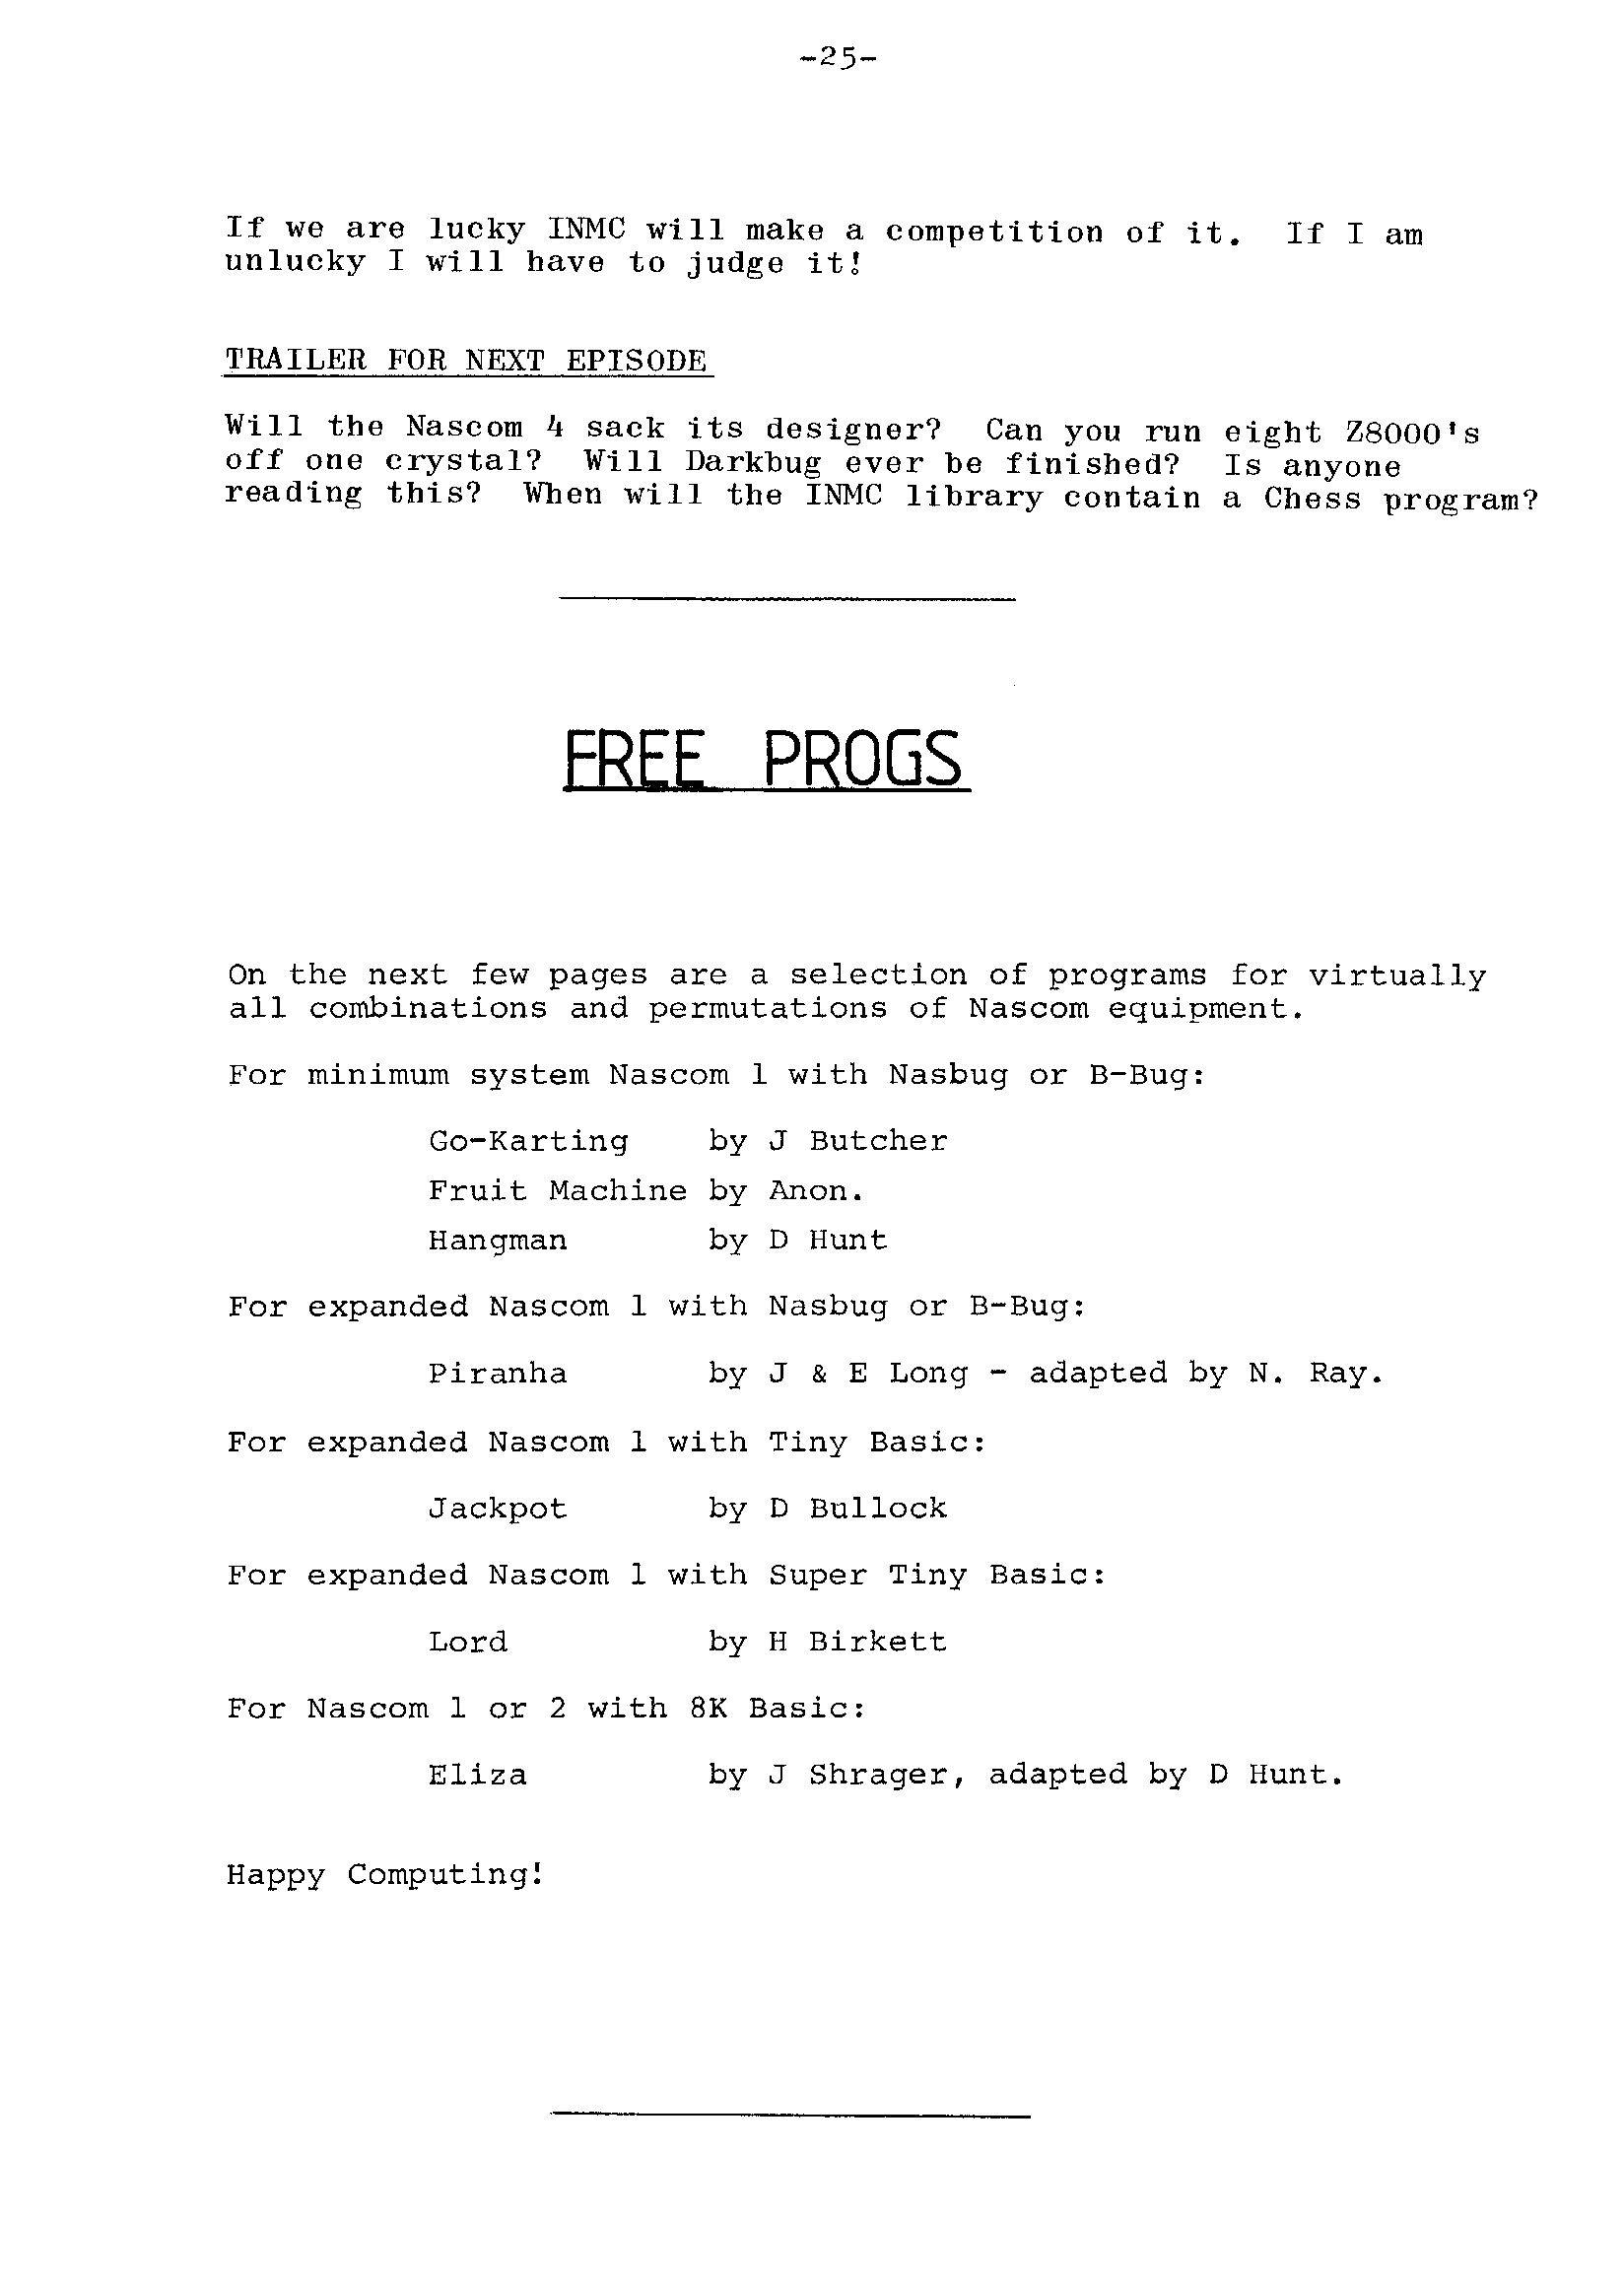 -25-
If we are lucky INMC will make a competition of it. If I am
unlucky I will have to judge it!
TRAILER FOR NEXT EPISODE
Will the Nascom 4 sack its designer? Can you run eight Z8000's
off one crystal? Will Darkbug ever be finished? Is anyone
reading this? When will the INMC library contain a Chess program?
FREE PROGS
On the next few pages are a selection of programs for virtually
all combinations and permutations of Nascom equipment.
For minimum system Nascom 1 with Nasbug or B-Bug:
Go-Karting by J Butcher
Fruit Machine by Anon.
Hangman by D Hunt
For expanded Nascom 1 with Nasbug or B-Bug:
Piranha by J & E Long - adapted by N. Ray.
For expanded Nascom 1 with Tiny Basic:
Jackpot by D Bullock
For expanded Nascom 1 with Super Tiny Basic:
Lord by H Birkett
For Nascom 1 or 2 with 8K Basic:
Eliza by J Shrager, adapted by D Hunt.
Happy Computing!